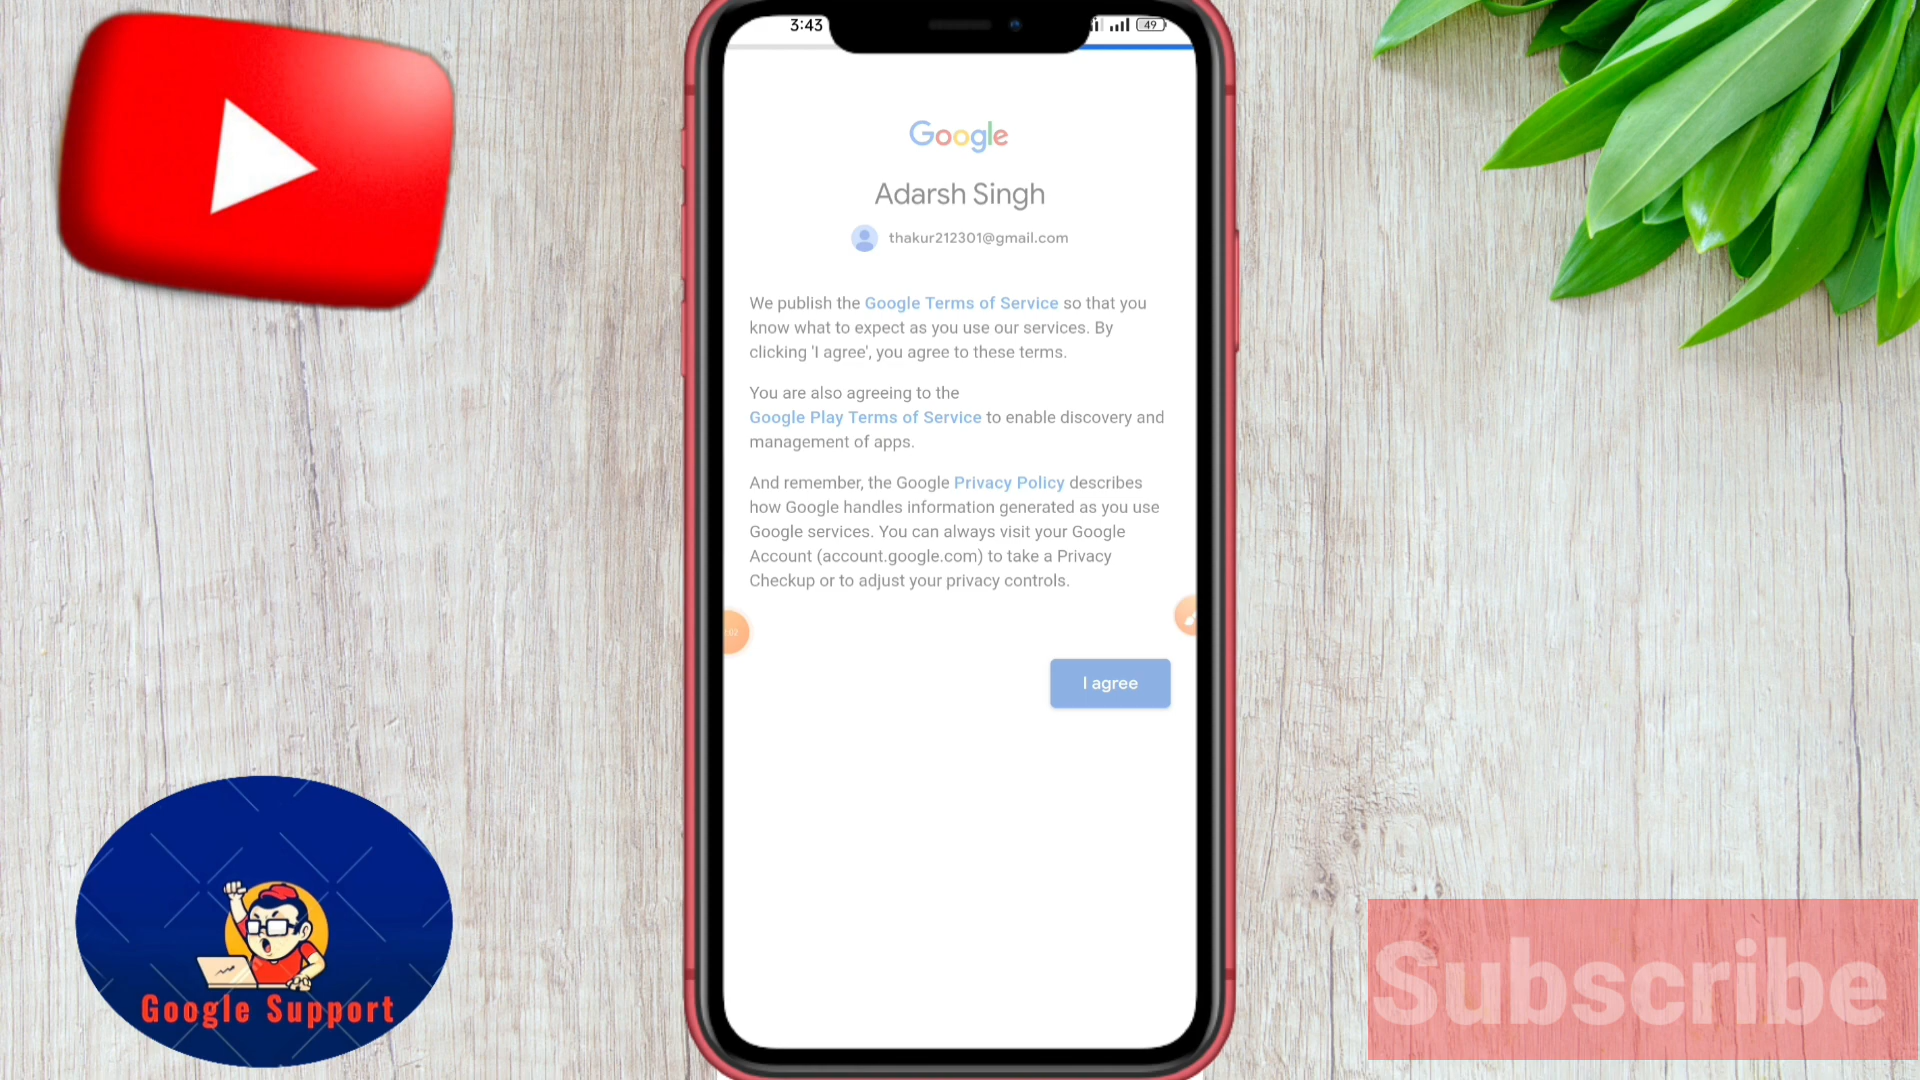 3:43
49
Google
Adarsh Singh
thakur212301@gmail.com
We publish the Google Terms of Service so that you
know what to expect as you use our services. By
clicking 'I agree', you agree to these terms.
You are also agreeing to the
Google Play Terms of Service to enable discovery and
management of apps.
And remember, the Google Privacy Policy describes
how Google handles information generated as you use
Google services. You can always visit your Google
Account (account.google.com) to take a Privacy
Checkup or to adjust your privacy controls.
I agree
Google Support
Subscribe